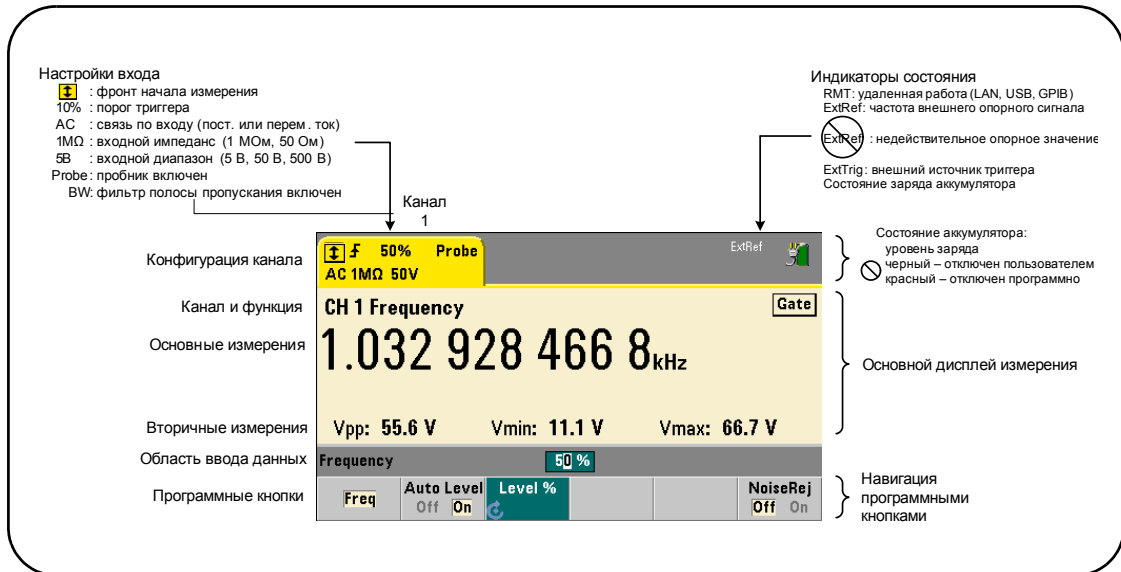 Настройки входа
: фронт начала измерения
10% : порог триггера
AC : связь по входу (пост. или перем. ток)
1МΩ : входной импеданс (1 МОм, 50 Ом)
5В : входной диапазон (5 В, 50 В, 500 В)
Probe: пробник включен
BW: фильтр полосы пропускания включен
Канал
1
Индикаторы состояния
RMT: удаленная работа (LAN, USB, GPIB)
ExtRef: частота внешнего опорного сигнала
ExtRef : недействительное опорное значение
ExtTrig: внешний источник триггера
Состояние заряда аккумулятора
Конфигурация канала
50% Probe
AC 1MΩ 50V
ExtRef
Состояние аккумулятора:
уровень заряда
черный – отключен пользователем
красный – отключен программно
Канал и функция
CH 1 Frequency
Gate
Основные измерения
1.032 928 466 8 kHz
Основной дисплей измерения
Вторичные измерения
Vpp: 55.6 V Vmin: 11.1 V Vmax: 66.7 V
Область ввода данных
Frequency 50 %
Программные кнопки
Freq
Auto Level
Off On
Level %
NoiseRej
Off On
Навигация
программными
кнопками